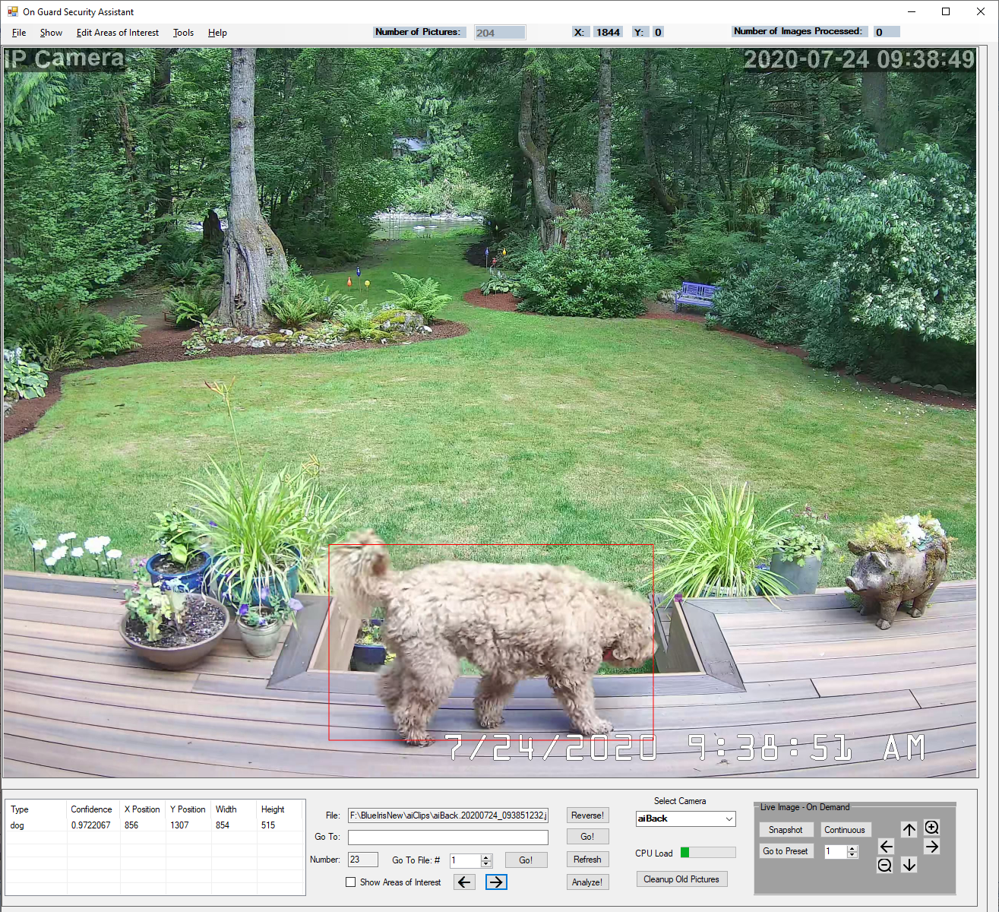 On Guard Security Assistant
File Show Edit Areas of Interest Tools Help Number of Pictures: 204 X: 1844 Y: 0 Number of Images Processed: 0
IP Camera 2020-07-24 09:38:49
7/24/2020 9:38:51 AM
Type Confidence X Position Y Position Width Height
dog 0.9722067 856 1307 854 515
File: F:\BlueIrisNew\aiClips\aiBack.20200724_093851232.j
Reverse!
Go To:
Go!
Number: 23 Go To File: # 1 Go!
Refresh
Show Areas of Interest
Analyze!
Select Camera
aiBack
CPU Load
Cleanup Old Pictures
Live Image - On Demand
Snapshot Continuous
Go to Preset 1